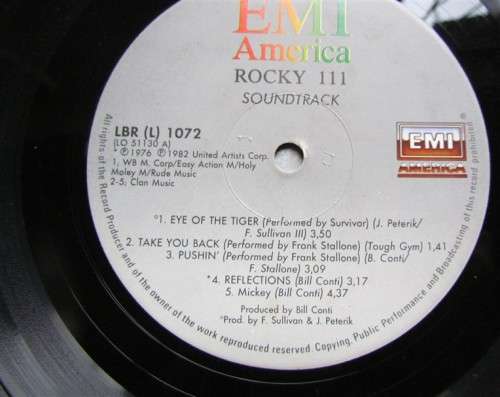 EMI
America
ROCKY 111
SOUNDTRACK
LBR (L) 1072
(LO 51130 A)
* ℗ 1976 ℗ 1982 United Artists Corp.
1, WB M. Corp/Easy Action M/Holy
Moley M/Rude Music
2-5, Clan Music
EMI
AMERICA
°1. EYE OF THE TIGER (Performed by Survivor) (J. Peterik/
F. Sullivan III) 3,50
2. TAKE YOU BACK (Performed by Frank Stallone) (Tough Gym) 1,41
3. PUSHIN' (Performed by Frank Stallone) (B. Conti/
F. Stallone) 3,09
*4. REFLECTIONS (Bill Conti) 3,17
5. Mickey (Bill Conti) 4,37
Produced by Bill Conti
°Prod. by F. Sullivan & J. Peterik
All rights of the Record Producer and of the owner of the work reproduced reserved. Copying, Public Performance and Broadcasting of this record prohibited